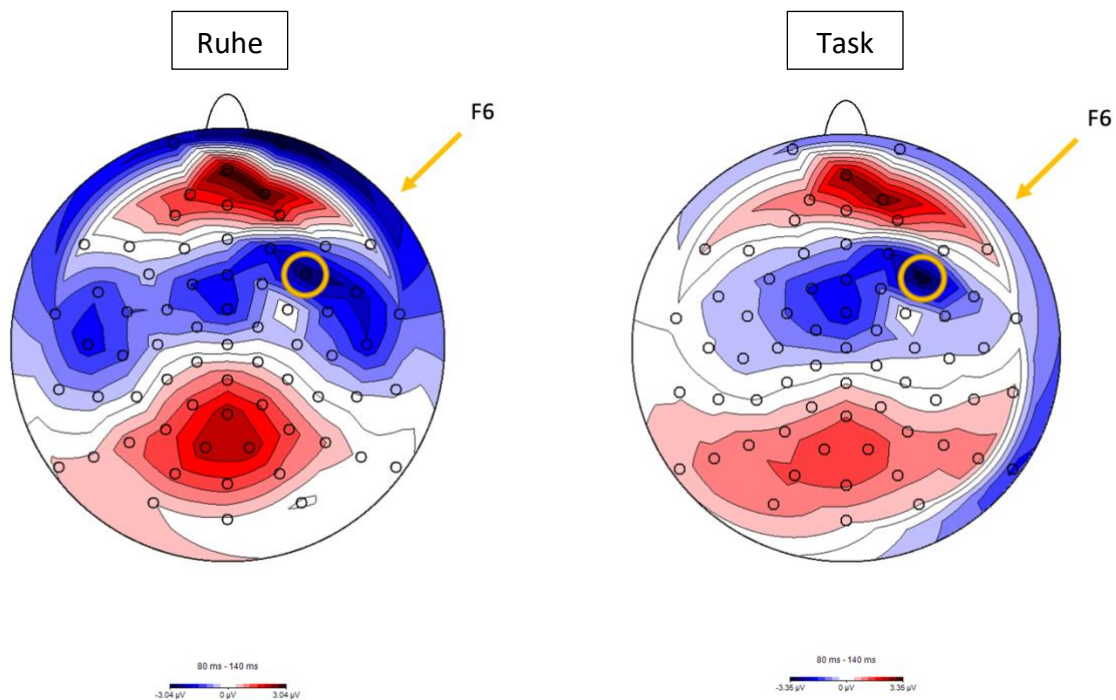 Ruhe
Task
F6
F6
80 ms - 140 ms
-3.04 µV 0 µV 3.04 µV
80 ms - 140 ms
-3.35 µV 0 µV 3.35 µV